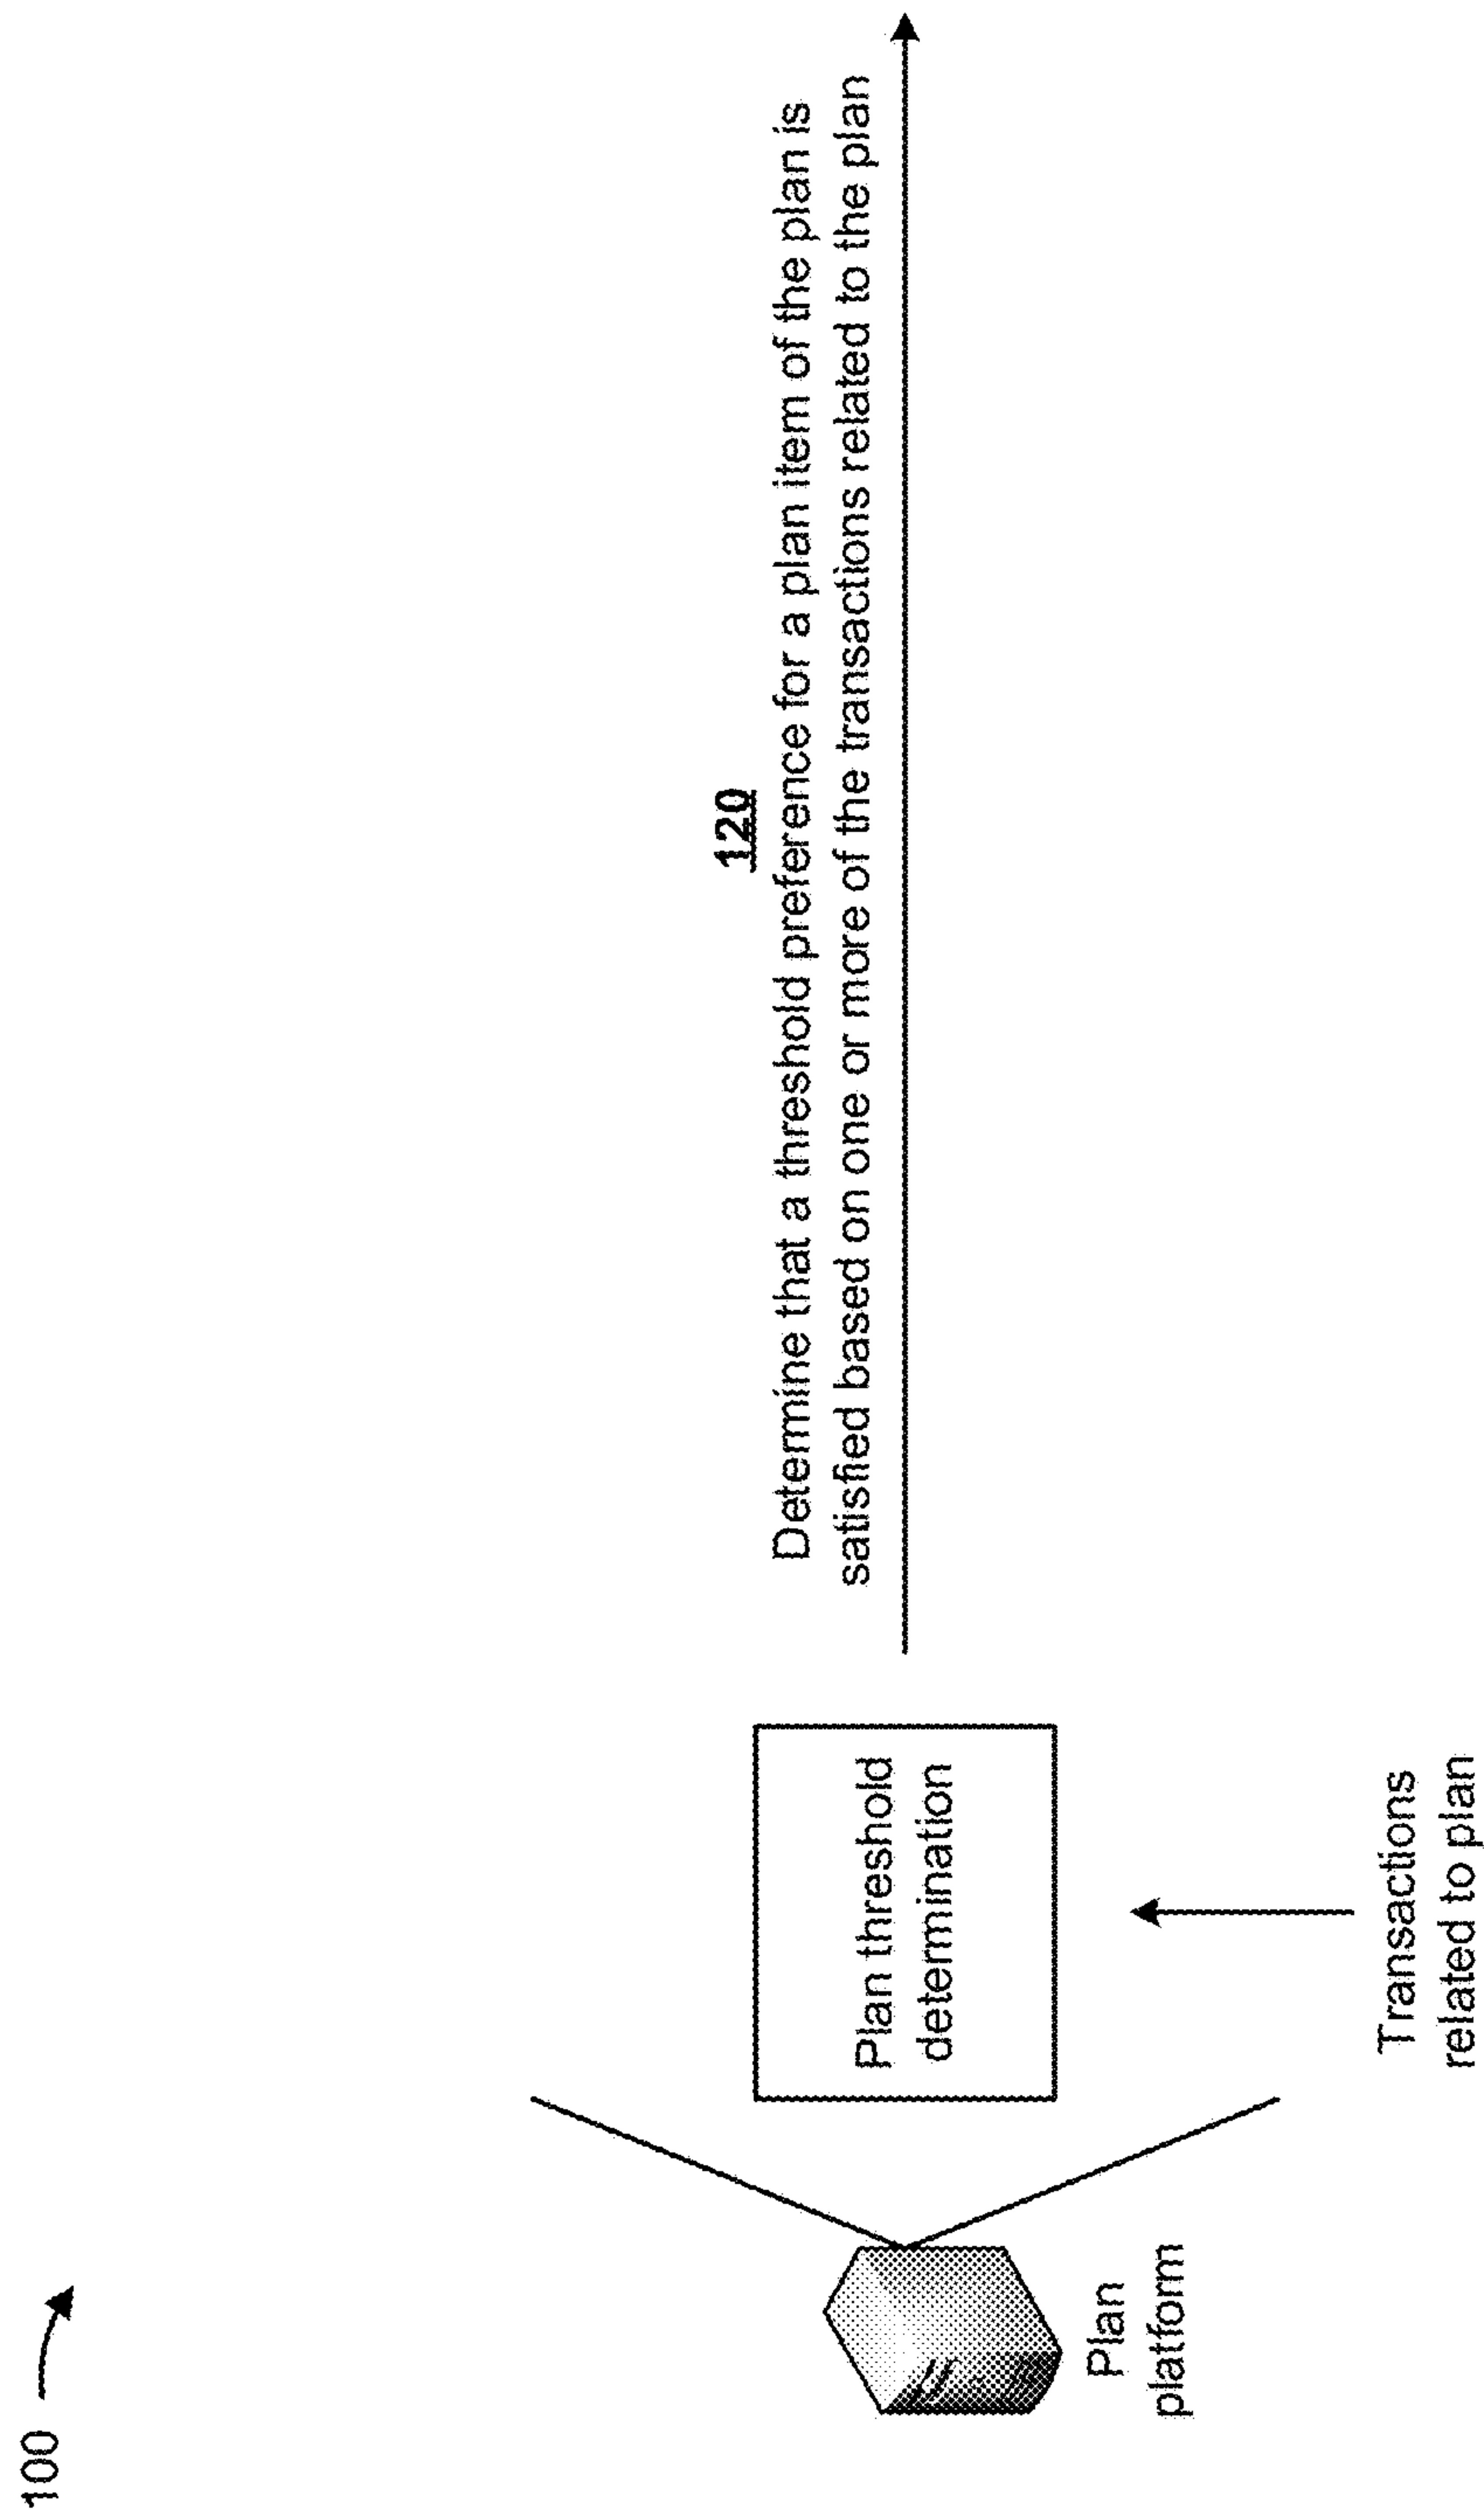 100
120
Determine that a threshold preference for a plan item of the plan is
satisfied based on one or more of the transactions related to the plan
Plan threshold
determination
Plan
platform
Transactions
related to plan